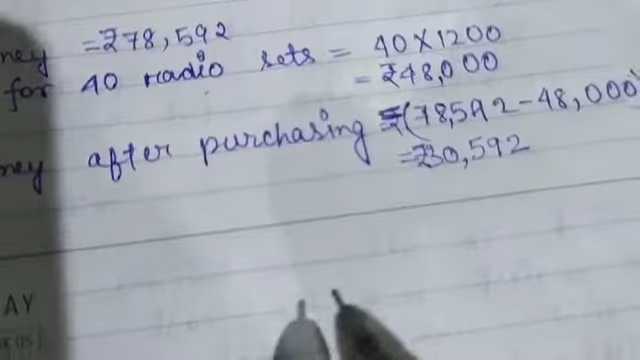 ney = ₹78,592
for 40 radio sets = 40×1200
= ₹48,000
ney after purchasing = ₹(78,592-48,000)
= ₹30,592
AY